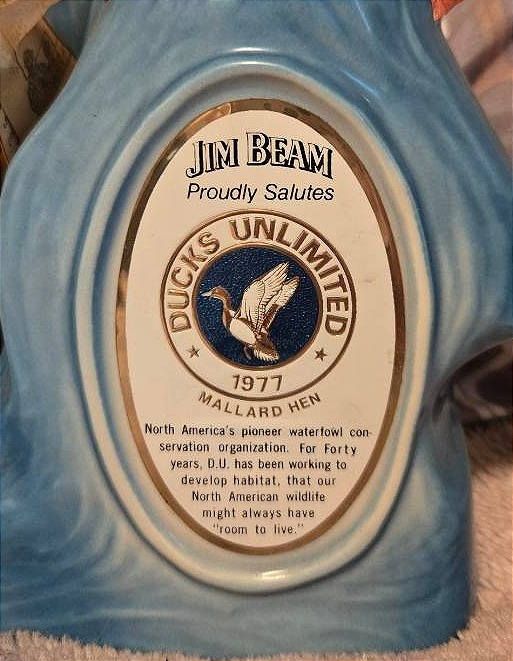 JIM BEAM
Proudly Salutes
DUCKS UNLIMITED
1977
MALLARD HEN
North America's pioneer waterfowl con-
servation organization. For Forty
years, D.U. has been working to
develop habitat, that our
North American wildlife
might always have
"room to live."